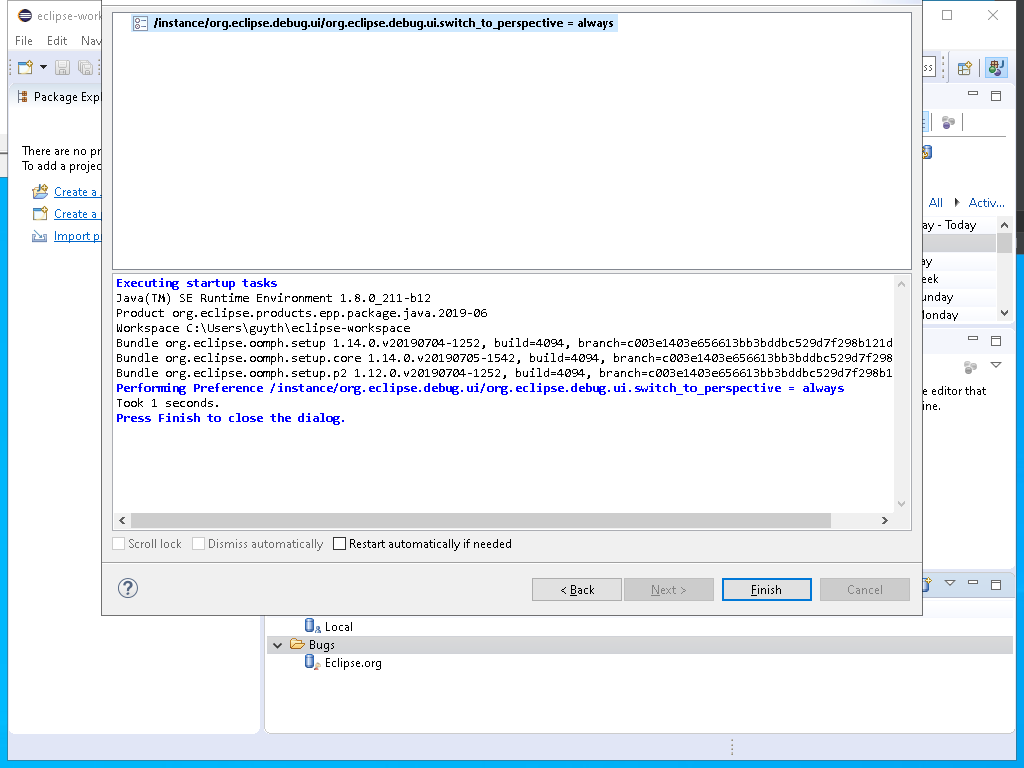 eclipse-work
/instance/org.eclipse.debug.ui/org.eclipse.debug.ui.switch_to_perspective = always
File Edit Nav
ss
Package Expl
There are no pr
To add a projec
Create a
Create a
Import p
All Activ...
ay - Today
ay
eek
unday
Monday
e editor that
ine.
Executing startup tasks
Java(TM) SE Runtime Environment 1.8.0_211-b12
Product org.eclipse.products.epp.package.java.2019-06
Workspace C:\Users\guyth\eclipse-workspace
Bundle org.eclipse.oomph.setup 1.14.0.v20190704-1252, build=4094, branch=c003e1403e656613bb3bddbc529d7f298b121d
Bundle org.eclipse.oomph.setup.core 1.14.0.v20190705-1542, build=4094, branch=c003e1403e656613bb3bddbc529d7f298
Bundle org.eclipse.oomph.setup.p2 1.12.0.v20190704-1252, build=4094, branch=c003e1403e656613bb3bddbc529d7f298b1
Performing Preference /instance/org.eclipse.debug.ui/org.eclipse.debug.ui.switch_to_perspective = always
Took 1 seconds.
Press Finish to close the dialog.
Scroll lock Dismiss automatically Restart automatically if needed
? < Back Next > Finish Cancel
Local
Bugs
Eclipse.org